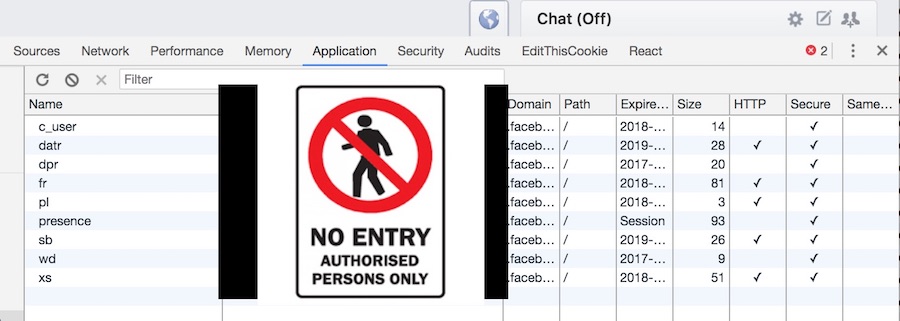 Chat (Off)
Sources Network Performance Memory Application Security Audits EditThisCookie React 2
Filter
Name Domain Path Expire... Size HTTP Secure Same...
c_user .faceb... / 2018-... 14 ✓
datr .faceb... / 2019-... 28 ✓ ✓
dpr .faceb... / 2017-... 20 ✓
fr .faceb... / 2018-... 81 ✓ ✓
pl .faceb... / 2018-... 3 ✓ ✓
presence .faceb... / Session 93 ✓
sb .faceb... / 2019-... 26 ✓ ✓
wd .faceb... / 2017-... 9 ✓
xs .faceb... / 2018-... 51 ✓ ✓
NO ENTRY
AUTHORISED
PERSONS ONLY